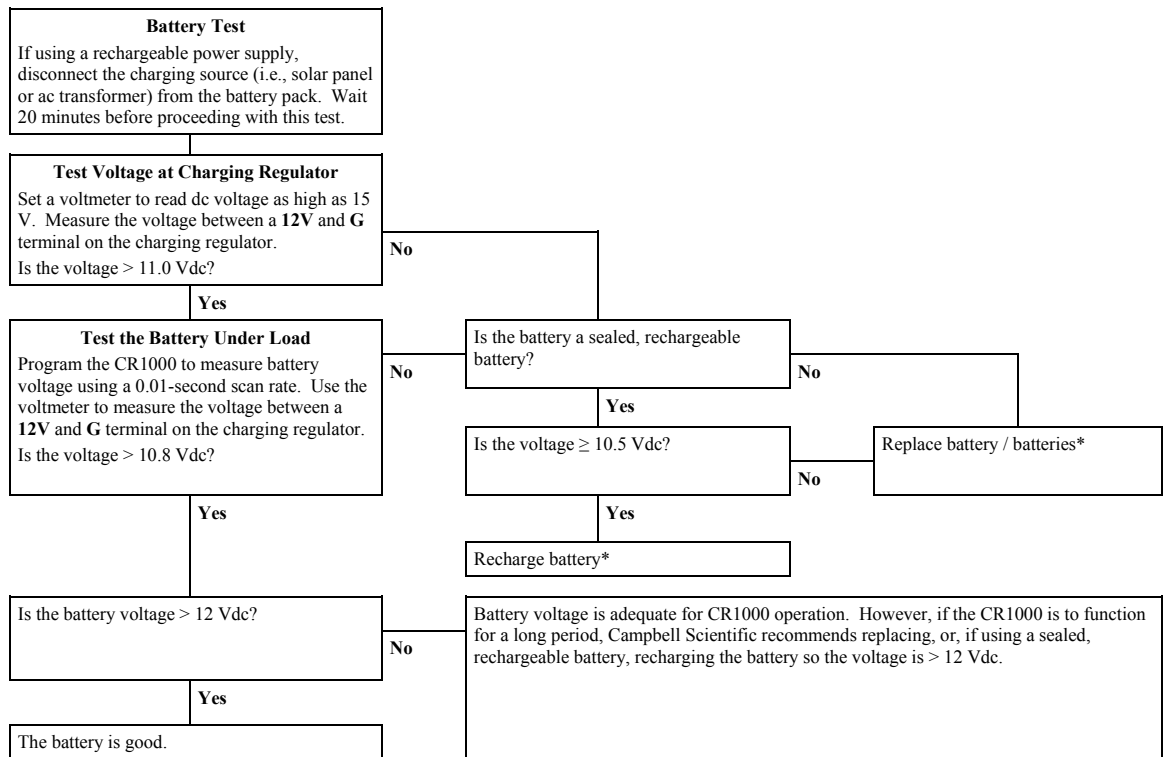 Battery Test
If using a rechargeable power supply,
disconnect the charging source (i.e., solar panel
or ac transformer) from the battery pack. Wait
20 minutes before proceeding with this test.
Test Voltage at Charging Regulator
Set a voltmeter to read dc voltage as high as 15
V. Measure the voltage between a 12V and G
terminal on the charging regulator.
Is the voltage > 11.0 Vdc?
No
Yes
Test the Battery Under Load
Program the CR1000 to measure battery
voltage using a 0.01-second scan rate. Use the
voltmeter to measure the voltage between a
12V and G terminal on the charging regulator.
Is the voltage > 10.8 Vdc?
No
Is the battery a sealed, rechargeable
battery?
No
Yes
Is the voltage ≥ 10.5 Vdc?
No
Replace battery / batteries*
Yes
Yes
Recharge battery*
Is the battery voltage > 12 Vdc?
No
Battery voltage is adequate for CR1000 operation. However, if the CR1000 is to function
for a long period, Campbell Scientific recommends replacing, or, if using a sealed,
rechargeable battery, recharging the battery so the voltage is > 12 Vdc.
Yes
The battery is good.